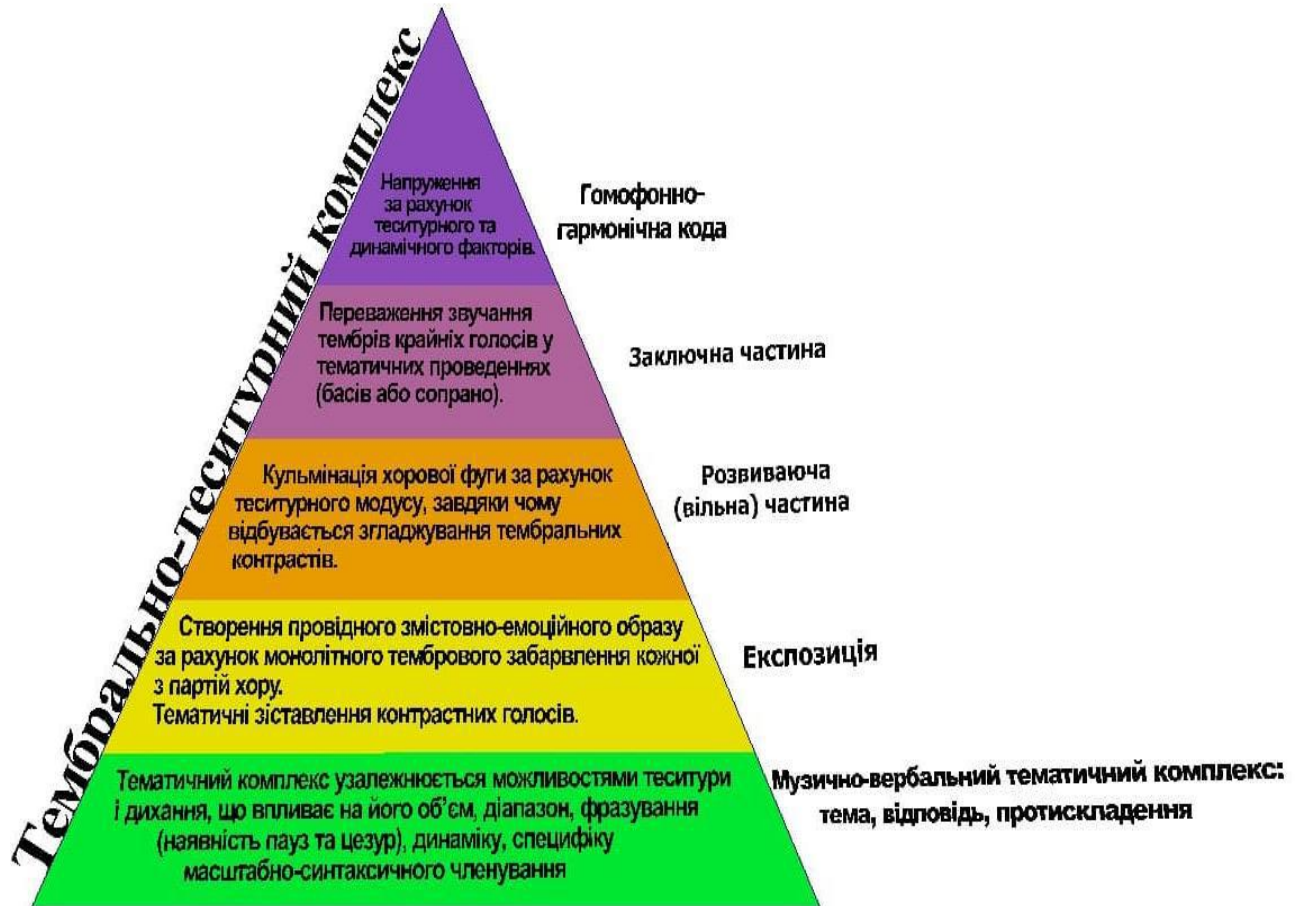 Тембрально-теситурний комплекс
Напруження
за рахунок
теситурного та
динамічного факторів.
Гомофонно-
гармонічна кода
Переваження звучання
тембрів крайніх голосів у
тематичних проведеннях
(басів або сопрано).
Заключна частина
Кульмінація хорової фуги за рахунок
теситурного модусу, завдяки чому
відбувається згладжування тембральних
контрастів.
Розвиваюча
(вільна) частина
Створення провідного змістовно-емоційного образу
за рахунок монолітного тембрового забарвлення кожної
з партій хору.
Тематичні зіставлення контрастних голосів.
Експозиція
Тематичний комплекс узалежнюється можливостями теситури
і дихання, що впливає на його об’єм, діапазон, фразування
(наявність пауз та цезур), динаміку, специфіку
масштабно-синтаксичного членування
Музично-вербальний тематичний комплекс:
тема, відповідь, протискладення